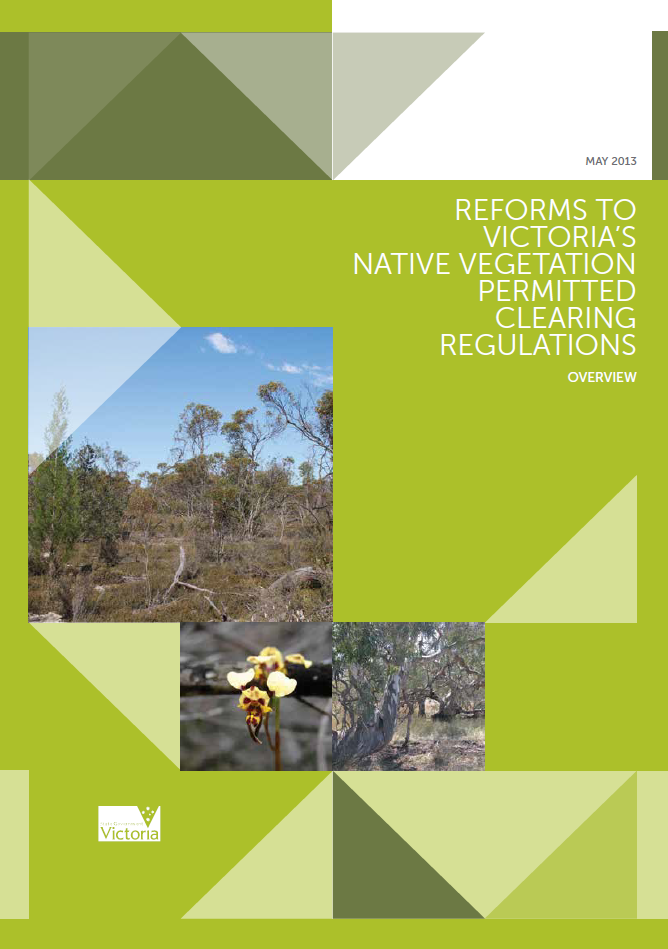 MAY 2013
REFORMS TO
VICTORIA'S
NATIVE VEGETATION
PERMITTED
CLEARING
REGULATIONS
OVERVIEW
Victoria